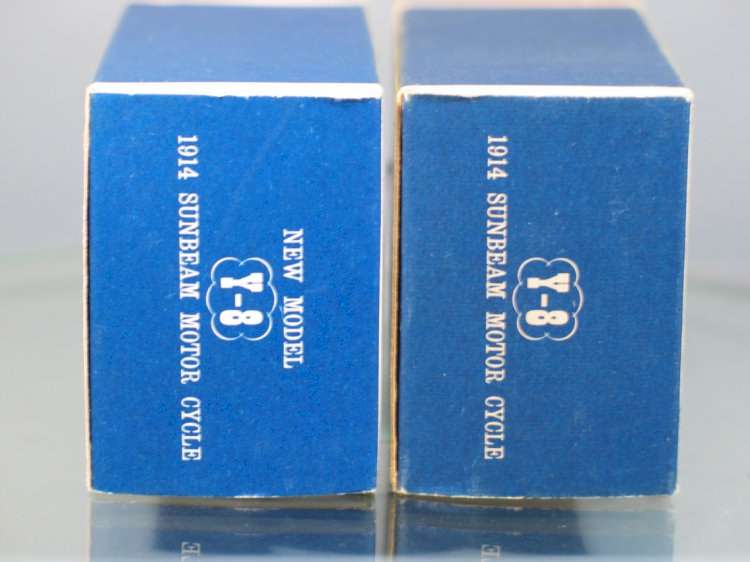 NEW MODEL
Y-8
1914 SUNBEAM MOTOR CYCLE
Y-8
1914 SUNBEAM MOTOR CYCLE